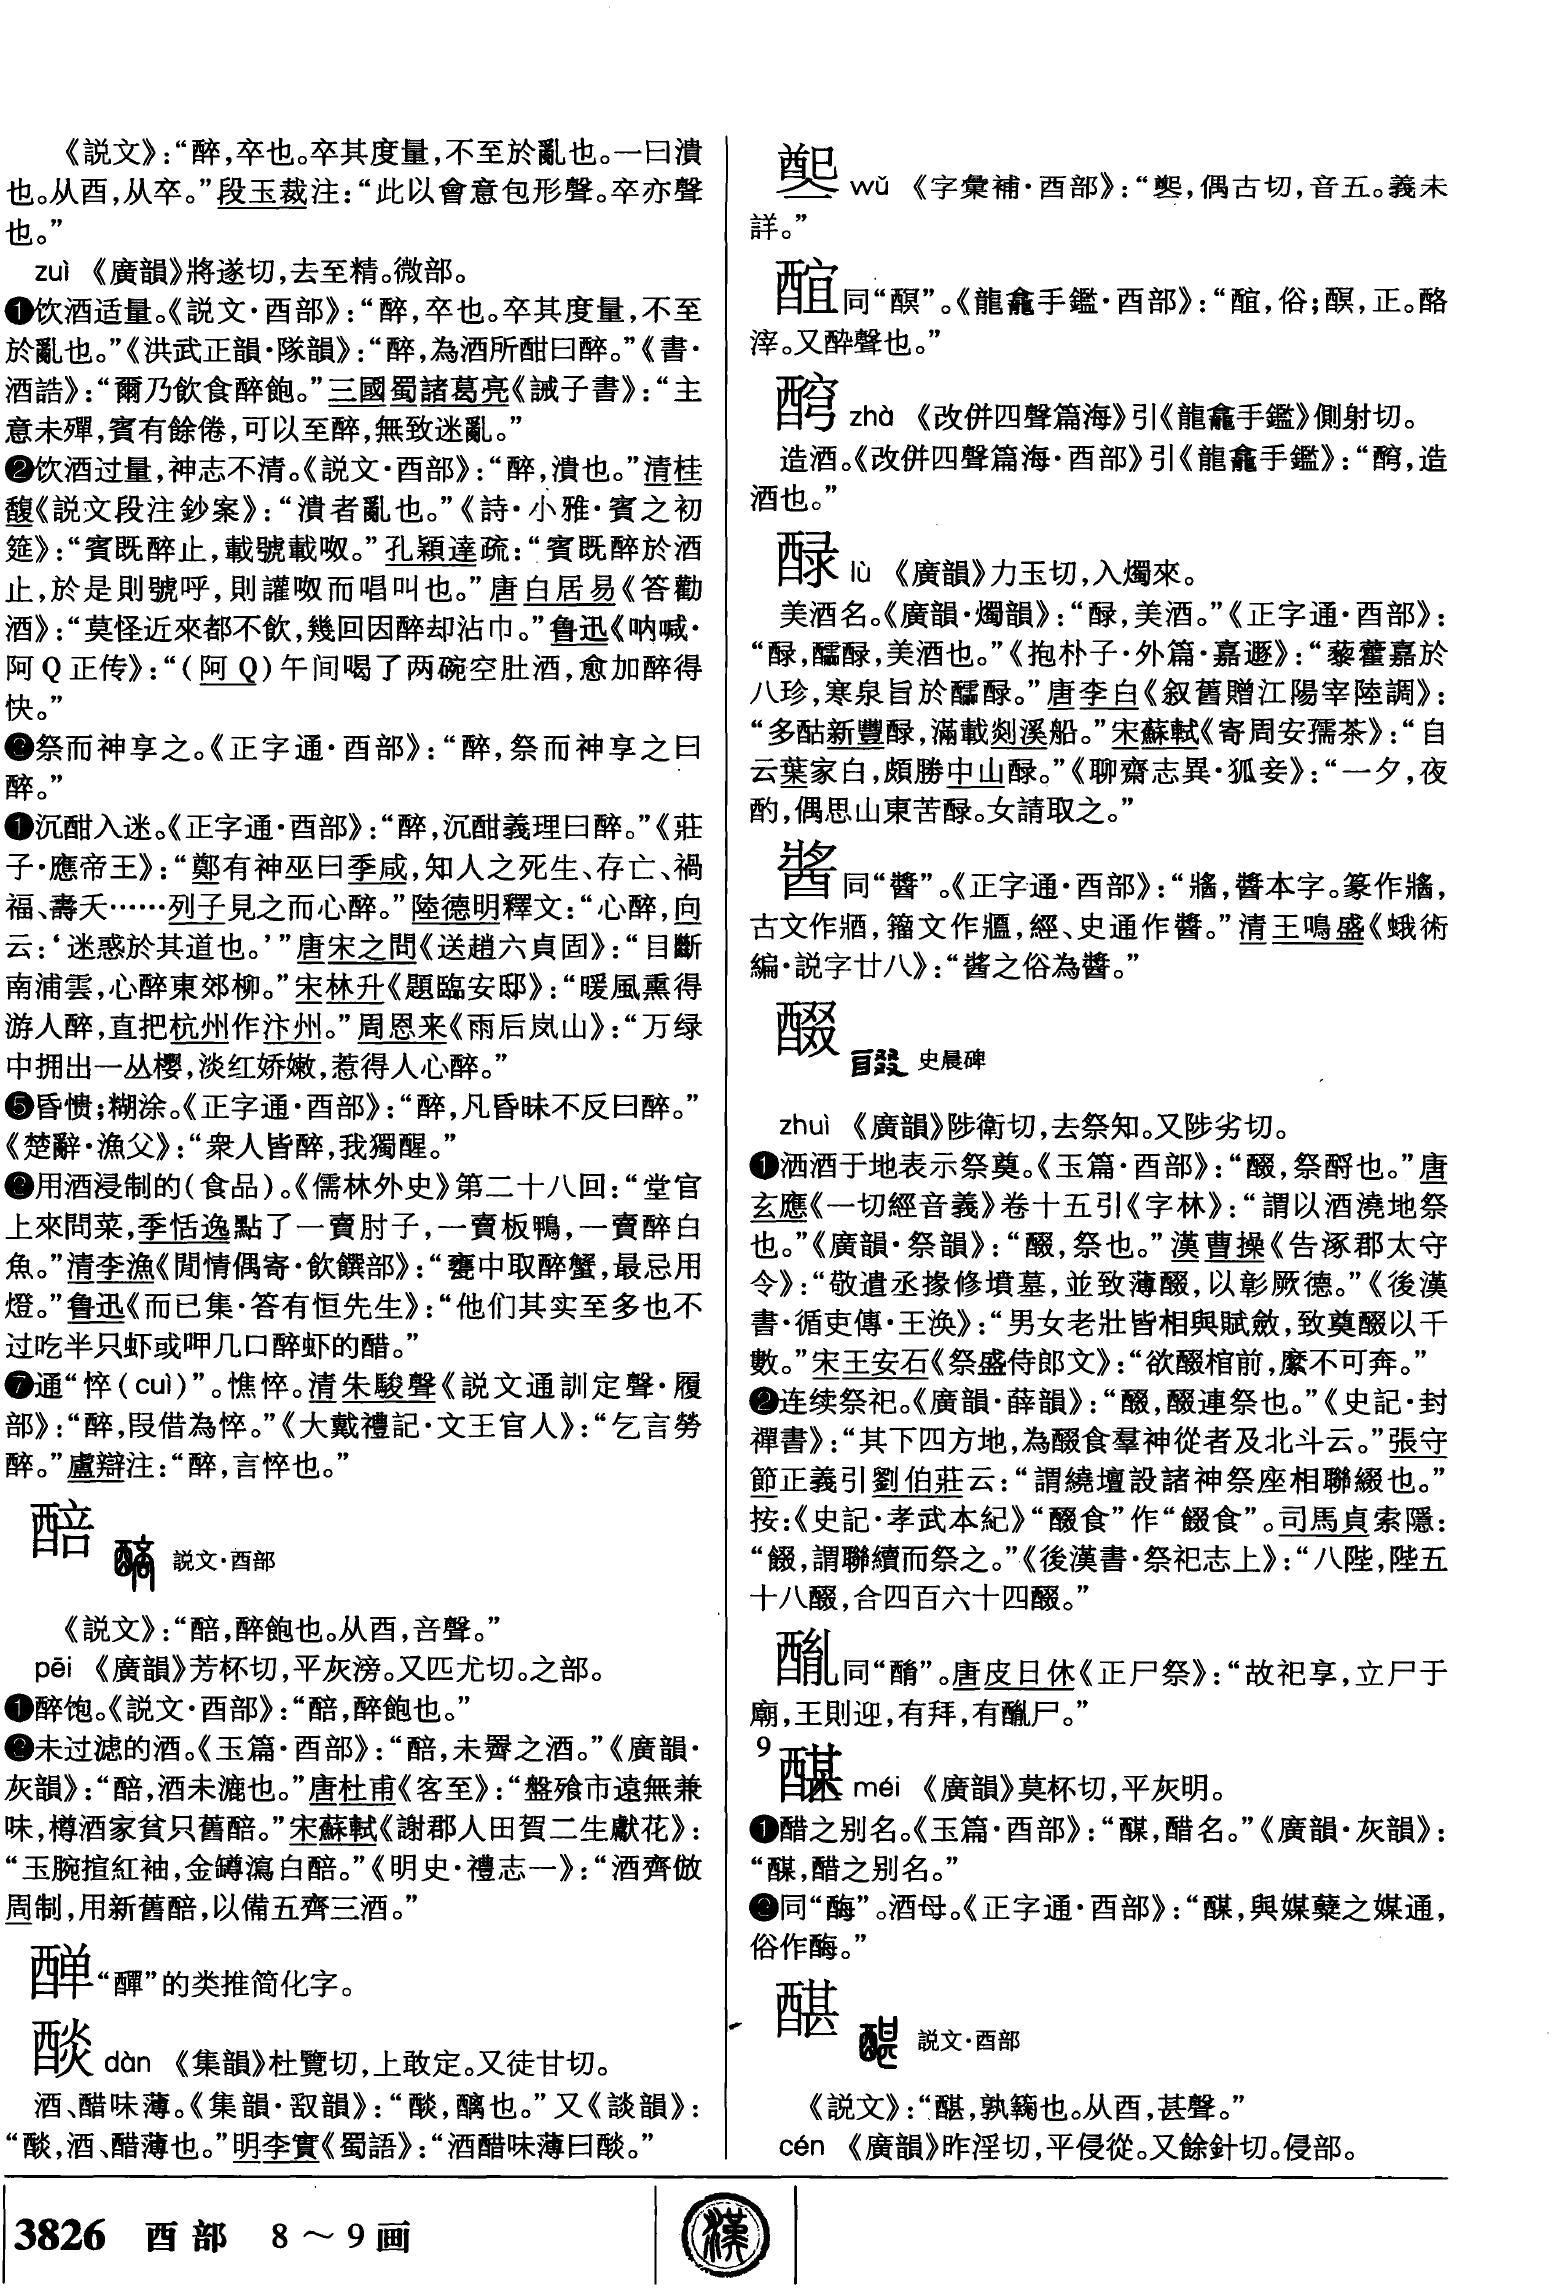 《説文》：“醉，卒也。卒其度量，不至於亂也。一曰潰
也。从酉，从卒。”段玉裁注：“此以會意包形聲。卒亦聲
也。”
zuì 《廣韻》將遂切，去至精。微部。
❶饮酒适量。《説文·酉部》：“醉，卒也。卒其度量，不至
於亂也。”《洪武正韻·隊韻》：“醉，為酒所酣曰醉。”《書·
酒誥》：“爾乃飲食醉飽。”三國蜀諸葛亮《誡子書》：“主
意未殫，賓有餘倦，可以至醉，無致迷亂。”
❷饮酒过量，神志不清。《説文·酉部》：“醉，潰也。”清桂
馥《説文段注鈔案》：“潰者亂也。”《詩·小雅·賓之初
筵》：“賓既醉止，載號載呶。”孔穎達疏：“賓既醉於酒
止，於是則號呼，則讙呶而唱叫也。”唐白居易《答勸
酒》：“莫怪近來都不飲，幾回因醉却沾巾。”鲁迅《呐喊·
阿Q正传》：“（阿Q）午间喝了两碗空肚酒，愈加醉得
快。”
❸祭而神享之。《正字通·酉部》：“醉，祭而神享之曰
醉。”
❹沉酣入迷。《正字通·酉部》：“醉，沉酣義理曰醉。”《莊
子·應帝王》：“鄭有神巫曰季咸，知人之死生、存亡、禍
福、壽夭……列子見之而心醉。”陸德明釋文：“心醉，向
云：‘迷惑於其道也。’”唐宋之問《送趙六貞固》：“目斷
南浦雲，心醉東郊柳。”宋林升《題臨安邸》：“暖風熏得
游人醉，直把杭州作汴州。”周恩来《雨后岚山》：“万绿
中拥出一丛樱，淡红娇嫩，惹得人心醉。”
❺昏愦；糊涂。《正字通·酉部》：“醉，凡昏昧不反曰醉。”
《楚辭·漁父》：“衆人皆醉，我獨醒。”
❻用酒浸制的（食品）。《儒林外史》第二十八回：“堂官
上來問菜，季恬逸點了一賣肘子，一賣板鴨，一賣醉白
魚。”清李漁《閒情偶寄·飲饌部》：“甕中取醉蟹，最忌用
燈。”鲁迅《而已集·答有恒先生》：“他们其实至多也不
过吃半只虾或呷几口醉虾的醋。”
❼通“悴（cuì）”。憔悴。清朱駿聲《説文通訓定聲·履
部》：“醉，叚借為悴。”《大戴禮記·文王官人》：“乞言勞
醉。”盧辯注：“醉，言悴也。”
醅 説文·酉部
《説文》：“醅，醉飽也。从酉，咅聲。”
pēi 《廣韻》芳杯切，平灰滂。又匹尤切。之部。
❶醉饱。《説文·酉部》：“醅，醉飽也。”
❷未过滤的酒。《玉篇·酉部》：“醅，未霽之酒。”《廣韻·
灰韻》：“醅，酒未漉也。”唐杜甫《客至》：“盤飧市遠無兼
味，樽酒家貧只舊醅。”宋蘇軾《謝郡人田賀二生獻花》：
“玉腕揎紅袖，金罇瀉白醅。”《明史·禮志一》：“酒齊倣
周制，用新舊醅，以備五齊三酒。”
𨣞“醰”的类推简化字。
醈 dàn 《集韻》杜覽切，上敢定。又徒甘切。
酒、醋味薄。《集韻·𢾕韻》：“醈，醨也。”又《談韻》：
“醈，酒、醋薄也。”明李實《蜀語》：“酒醋味薄曰醈。”
wǔ 《字彙補·酉部》：“，偶古切，音五。義未
詳。”
同“瞑”。《龍龕手鑑·酉部》：“，俗；，正。酩
滓。又醉聲也。”
zhà 《改併四聲篇海》引《龍龕手鑑》側射切。
造酒。《改併四聲篇海·酉部》引《龍龕手鑑》：“，造
酒也。”
醁 lù 《廣韻》力玉切，入燭來。
美酒名。《廣韻·燭韻》：“醁，美酒。”《正字通·酉部》：
“醁，醽醁，美酒也。”《抱朴子·外篇·嘉遯》：“藜藿嘉於
八珍，寒泉旨於醽醁。”唐李白《叙舊贈江陽宰陸調》：
“多酤新豐醁，滿載剡溪船。”宋蘇軾《寄周安孺茶》：“自
云葉家白，頗勝中山醁。”《聊齋志異·狐妾》：“一夕，夜
酌，偶思山東苦醁。女請取之。”
醬同“醬”。《正字通·酉部》：“牆，醬本字。篆作牆，
古文作𤖙，籀文作𤖟，經、史通作醬。”清王鳴盛《蛾術
編·説字廿八》：“酱之俗為醬。”
醊 史晨碑
zhuì 《廣韻》陟衛切，去祭知。又陟劣切。
❶洒酒于地表示祭奠。《玉篇·酉部》：“醊，祭酹也。”唐
玄應《一切經音義》卷十五引《字林》：“謂以酒澆地祭
也。”《廣韻·祭韻》：“醊，祭也。”漢曹操《告涿郡太守
令》：“敬遣丞掾修墳墓，並致薄醊，以彰厥德。”《後漢
書·循吏傳·王渙》：“男女老壯皆相與賦斂，致奠醊以千
數。”宋王安石《祭盛侍郎文》：“欲醊棺前，縻不可奔。”
❷连续祭祀。《廣韻·薛韻》：“醊，醊連祭也。”《史記·封
禪書》：“其下四方地，為醊食羣神從者及北斗云。”張守
節正義引劉伯莊云：“謂繞壇設諸神祭座相聯綴也。”
按：《史記·孝武本紀》“醊食”作“餟食”。司馬貞索隱：
“餟，謂聯續而祭之。”《後漢書·祭祀志上》：“八陛，陛五
十八醊，合四百六十四醊。”
同“酳”。唐皮日休《正尸祭》：“故祀享，立尸于
廟，王則迎，有拜，有尸。”
9
䤂 méi 《廣韻》莫杯切，平灰明。
❶醋之别名。《玉篇·酉部》：“䤂，醋名。”《廣韻·灰韻》：
“䤂，醋之别名。”
❷同“酶”。酒母。《正字通·酉部》：“䤂，與媒糵之媒通，
俗作酶。”
醓 説文·酉部
《説文》：“，孰䴷也。从酉，甚聲。”
cén 《廣韻》昨淫切，平侵從。又餘針切。侵部。
3826 酉部 8～9画
漢